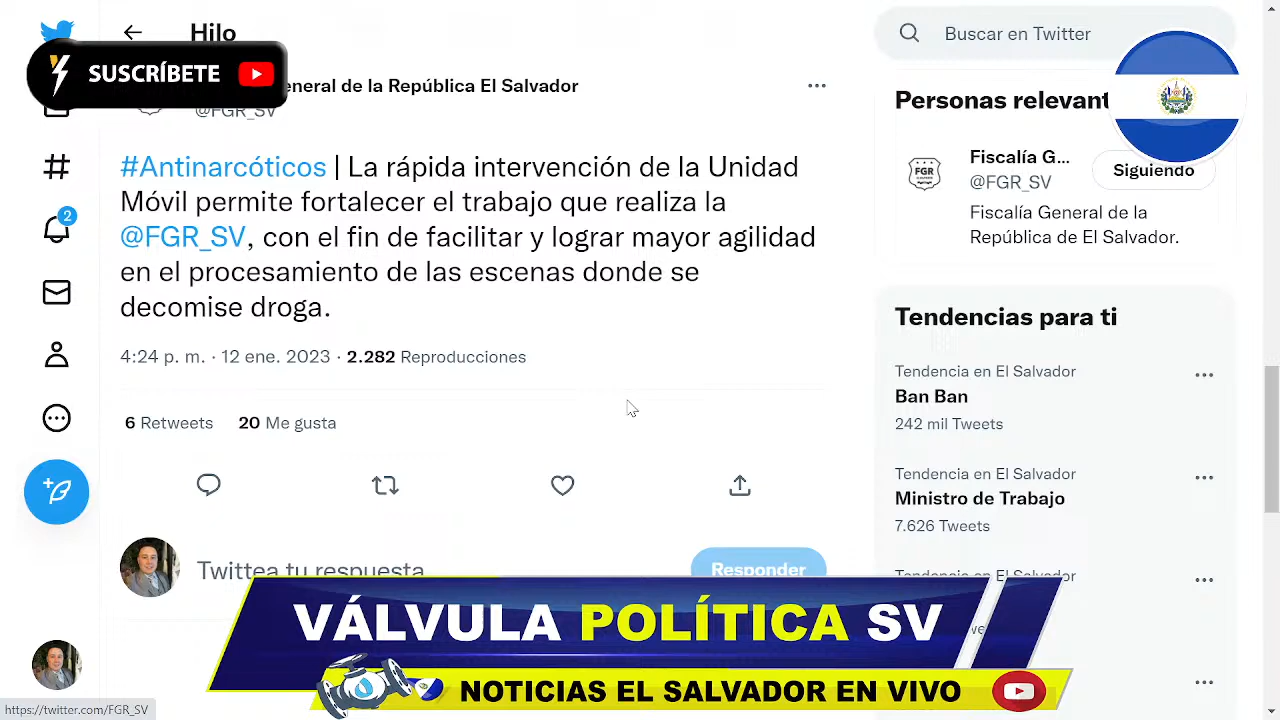 Hilo
Buscar en Twitter
SUSCRÍBETE
eneral de la República El Salvador
@FGR_SV
#Antinarcóticos | La rápida intervención de la Unidad
Móvil permite fortalecer el trabajo que realiza la
@FGR_SV, con el fin de facilitar y lograr mayor agilidad
en el procesamiento de las escenas donde se
decomise droga.
4:24 p. m. · 12 ene. 2023 · 2.282 Reproducciones
6 Retweets 20 Me gusta
Twittea tu respuesta
Responder
2
Personas relevant
Fiscalía G...
@FGR_SV
Siguiendo
FGR
Fiscalía General de la
República de El Salvador.
Tendencias para ti
Tendencia en El Salvador
Ban Ban
242 mil Tweets
Tendencia en El Salvador
Ministro de Trabajo
7.626 Tweets
Tendencia en El Salvador
VÁLVULA POLÍTICA SV
NOTICIAS EL SALVADOR EN VIVO
https://twitter.com/FGR_SV